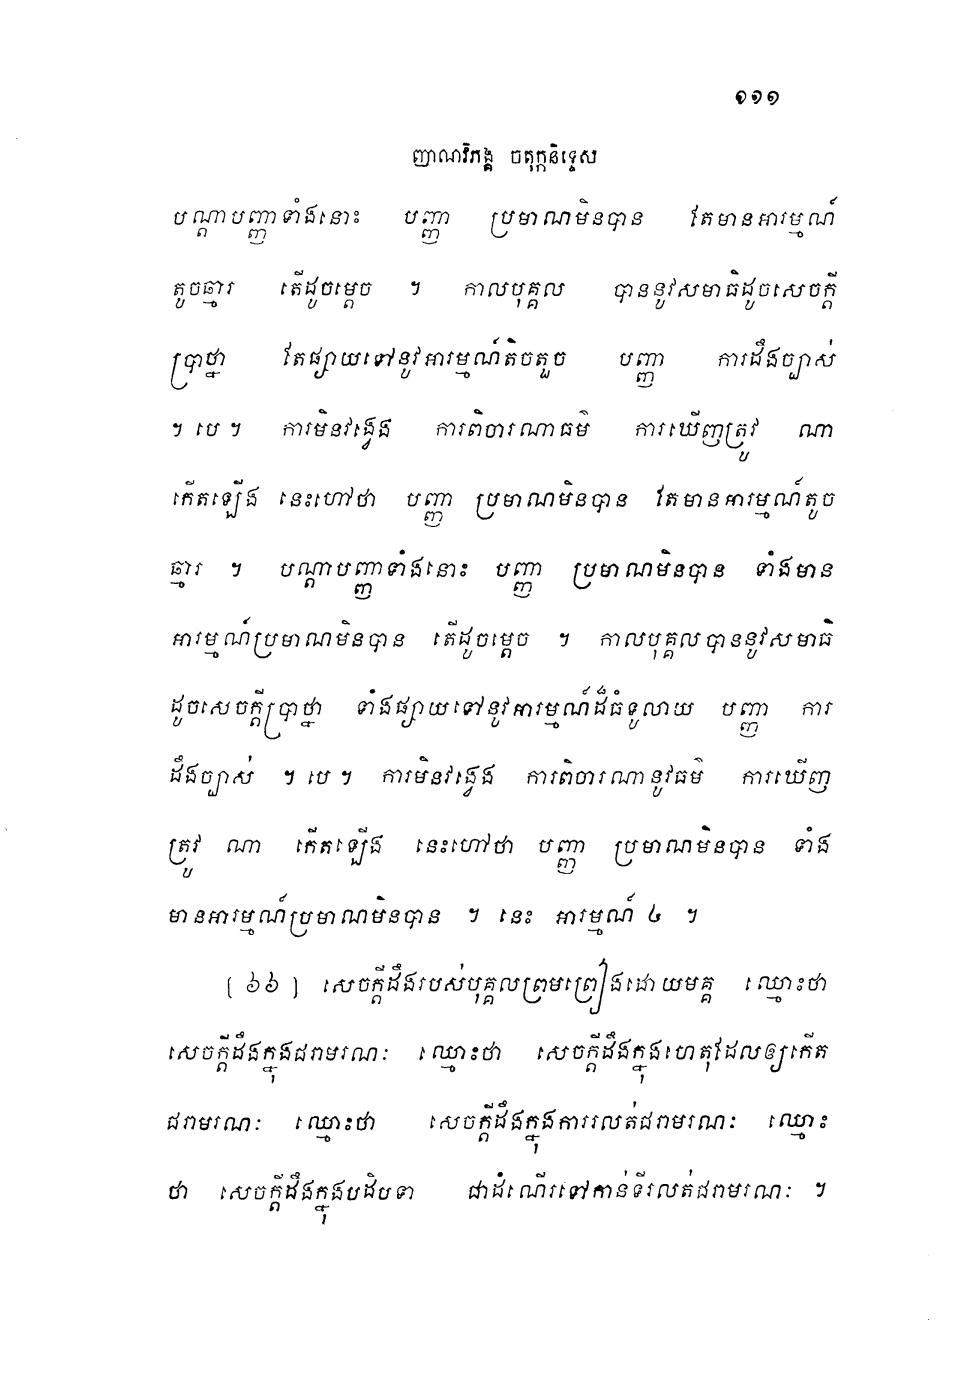 ១១១
ញាណវិភង្គ ចតុក្កនិទ្ទេស
បណ្តាបញ្ញាទាំងនោះ បញ្ញា ប្រមាណមិនបាន តែមានអារម្មណ៍
តូចឆ្មារ តើដូចម្តេច ។ កាលបុគ្គល បាននូវសមាធិដូចសេចក្តី
ប្រាថ្នា តែផ្សាយទៅនូវអារម្មណ៍តិចតួច បញ្ញា ការដឹងច្បាស់
។ បេ ។ ការមិនវង្វេង ការពិចារណាធម៌ ការឃើញត្រូវ ណា
កើតឡើង នេះហៅថា បញ្ញា ប្រមាណមិនបាន តែមានអារម្មណ៍តូច
ឆ្មារ ។ បណ្តាបញ្ញាទាំងនោះ បញ្ញា ប្រមាណមិនបាន ទាំងមាន
អារម្មណ៍ប្រមាណមិនបាន តើដូចម្តេច ។ កាលបុគ្គលបាននូវសមាធិ
ដូចសេចក្តីប្រាថ្នា ទាំងផ្សាយទៅនូវអារម្មណ៍ដ៏ធំទូលាយ បញ្ញា ការ
ដឹងច្បាស់ ។ បេ ។ ការមិនវង្វេង ការពិចារណានូវធម៌ ការឃើញ
ត្រូវ ណា កើតឡើង នេះហៅថា បញ្ញា ប្រមាណមិនបាន ទាំង
មានអារម្មណ៍ប្រមាណមិនបាន ។ នេះ អារម្មណ៍ ៤ ។
[ ៦៦ ] សេចក្តីដឹងរបស់បុគ្គលព្រមព្រៀងដោយមគ្គ ឈ្មោះថា
សេចក្តីដឹងក្នុងជរាមរណៈ ឈ្មោះថា សេចក្តីដឹងក្នុងហេតុដែលឲ្យកើត
ជរាមរណៈ ឈ្មោះថា សេចក្តីដឹងក្នុងការរលត់ជរាមរណៈ ឈ្មោះ
ថា សេចក្តីដឹងក្នុងបដិបទា ជាដំណើរទៅកាន់ទីរលត់ជរាមរណៈ ។